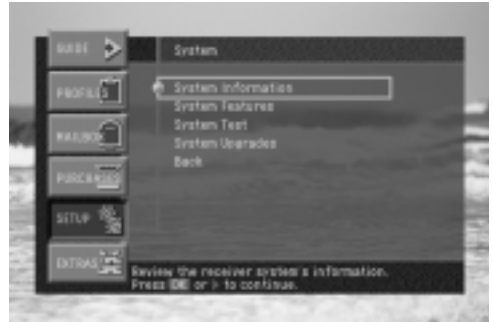 GUIDE
System
PROFILES
System Information
System Features
MAILBOX
System Test
System Upgrades
Back
PURCHASES
SETUP
EXTRAS
Review the receiver system's information.
Press OK or > to continue.